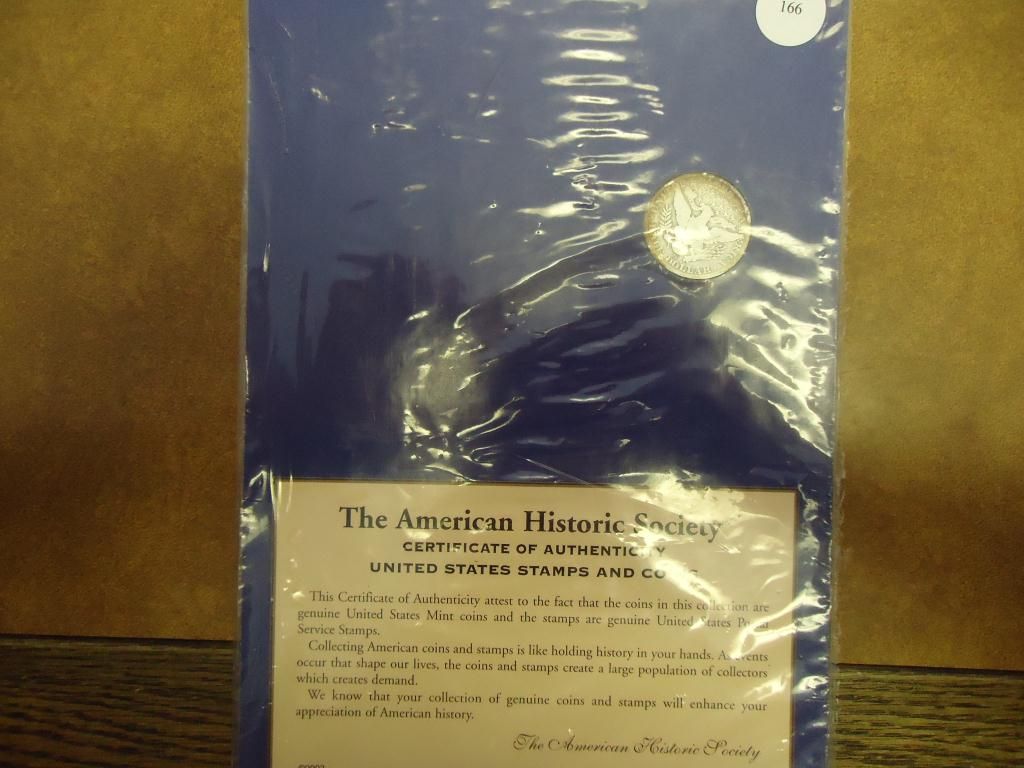 166
DOLLAR
The American Historic Society
CERTIFICATE OF AUTHENTICITY
UNITED STATES STAMPS AND
This Certificate of Authenticity attest to the fact that the coins in this collection are
genuine United States Mint coins and the stamps are genuine United States Postal
Service Stamps.
Collecting American coins and stamps is like holding history in your hands. As events
occur that shape our lives, the coins and stamps create a large population of collectors
which creates demand.
We know that your collection of genuine coins and stamps will enhance your
appreciation of American history.
The American Historic Society